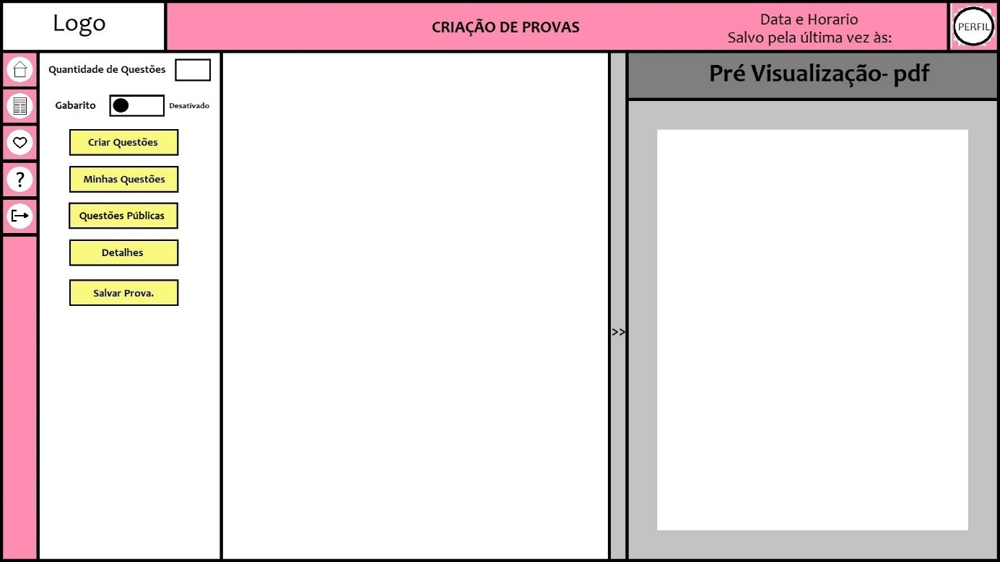 Logo
CRIAÇÃO DE PROVAS
Data e Horario
Salvo pela última vez às:
PERFIL
Quantidade de Questões
Gabarito
Desativado
Criar Questões
Minhas Questões
Questões Públicas
Detalhes
Salvar Prova.
?
>>
Pré Visualização- pdf